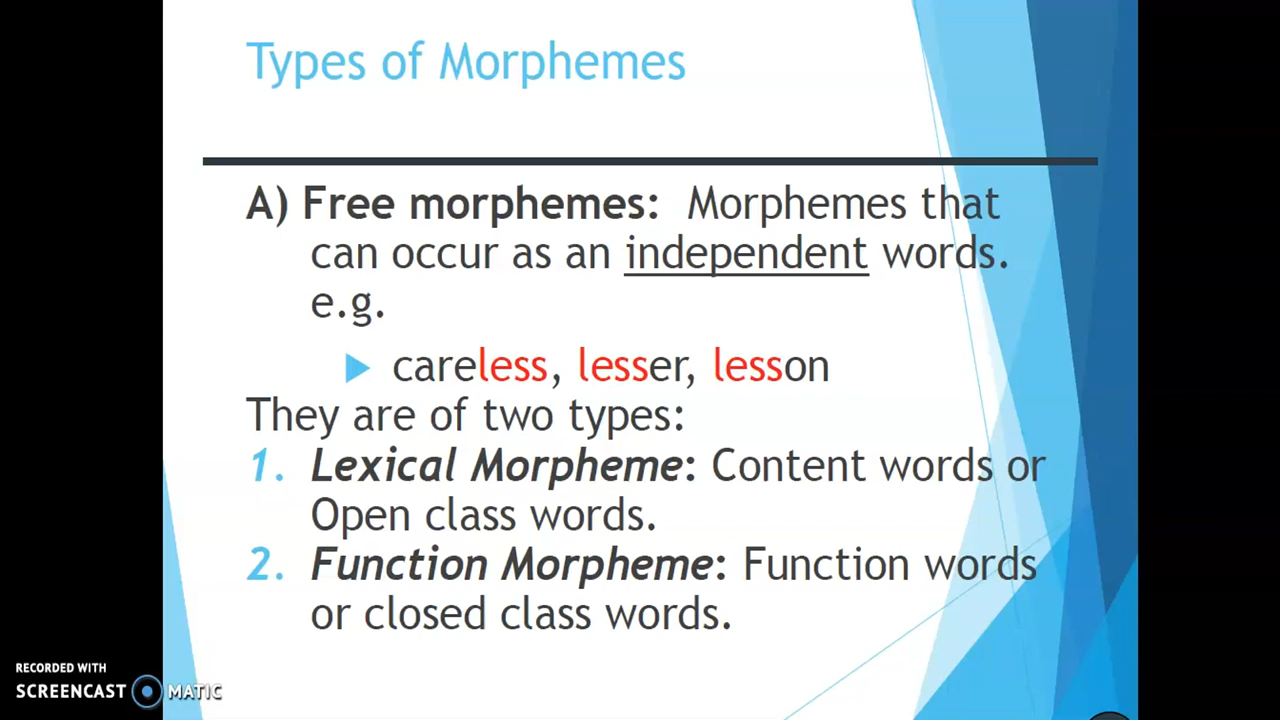 Types of Morphemes
A) Free morphemes: Morphemes that
can occur as an independent words.
e.g.
careless, lesser, lesson
They are of two types:
1. Lexical Morpheme: Content words or
Open class words.
2. Function Morpheme: Function words
or closed class words.
RECORDED WITH
SCREENCAST MATIC